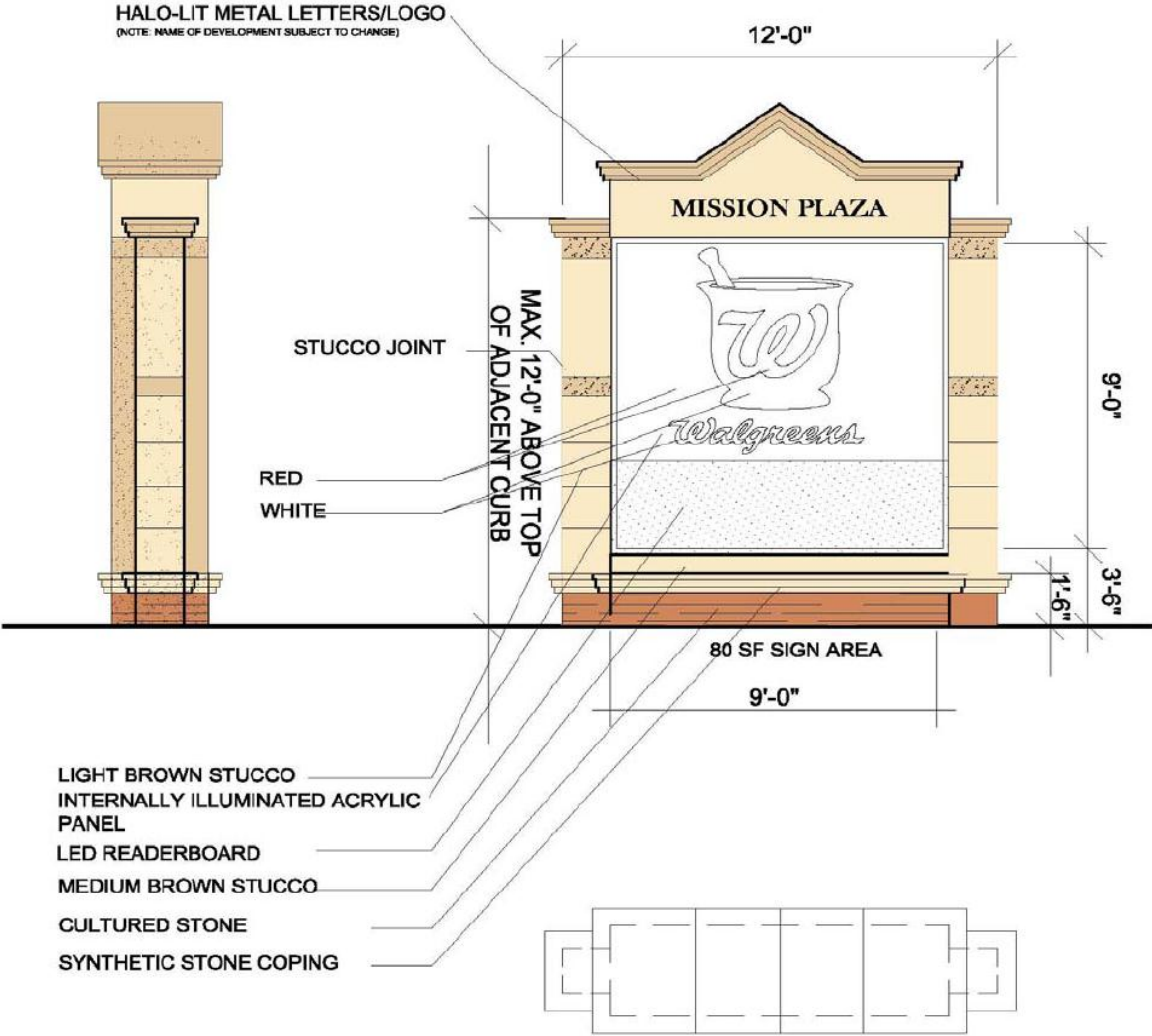 HALO-LIT METAL LETTERS/LOGO
(NOTE: NAME OF DEVELOPMENT SUBJECT TO CHANGE)
12'-0"
MISSION PLAZA
W
Walgreens
STUCCO JOINT
MAX. 12'-0" ABOVE TOP
OF ADJACENT CURB
9'-0"
RED
WHITE
1'-6"
3'-6"
80 SF SIGN AREA
9'-0"
LIGHT BROWN STUCCO
INTERNALLY ILLUMINATED ACRYLIC
PANEL
LED READERBOARD
MEDIUM BROWN STUCCO
CULTURED STONE
SYNTHETIC STONE COPING